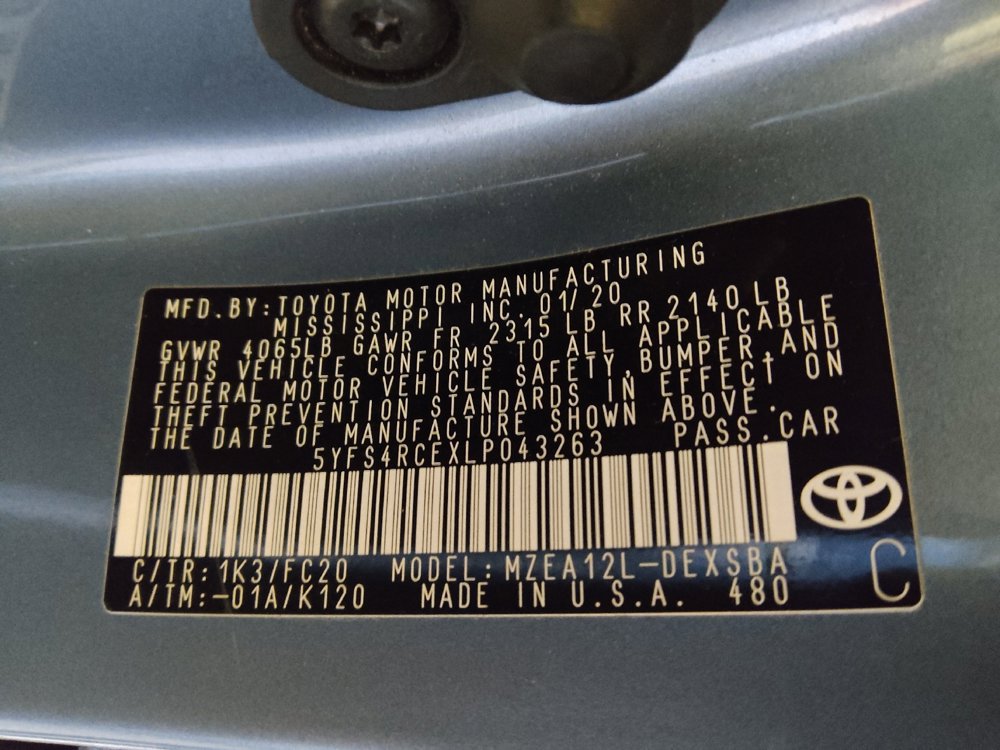 MFD. BY: TOYOTA MOTOR MANUFACTURING
MISSISSIPPI INC. 01/20
GVWR 4065LB GAWR FR 2315 LB RR 2140 LB
THIS VEHICLE CONFORMS TO ALL APPLICABLE
FEDERAL MOTOR VEHICLE SAFETY, BUMPER, AND
THEFT PREVENTION STANDARDS IN EFFECT ON
THE DATE OF MANUFACTURE SHOWN ABOVE.
5YFS4RCEXLP043263 PASS. CAR
C/TR: 1K3/FC20 MODEL: MZEA12L-DEXSBA
A/TM: -01A/K120 MADE IN U.S.A. 480
C